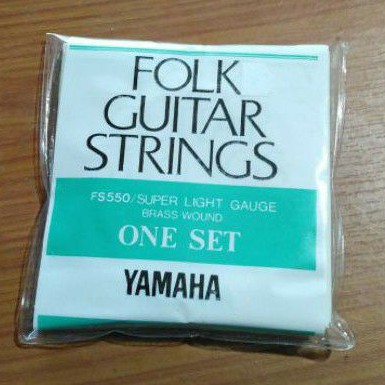 FOLK
GUITAR
STRINGS
FS550/SUPER LIGHT GAUGE
BRASS WOUND
ONE SET
YAMAHA